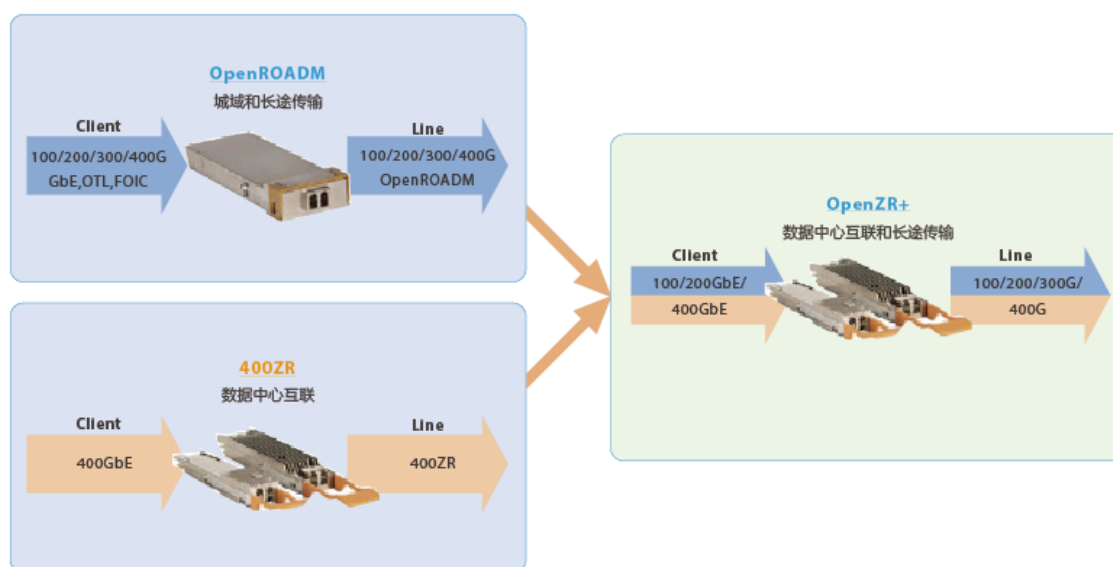 OpenROADM
城域和长途传输
Client
100/200/300/400G
GbE,OTL,FOIC
Line
100/200/300/400G
OpenROADM
400ZR
数据中心互联
Client
400GbE
Line
400ZR
OpenZR+
数据中心互联和长途传输
Client
100/200GbE/
400GbE
Line
100/200/300G/
400G